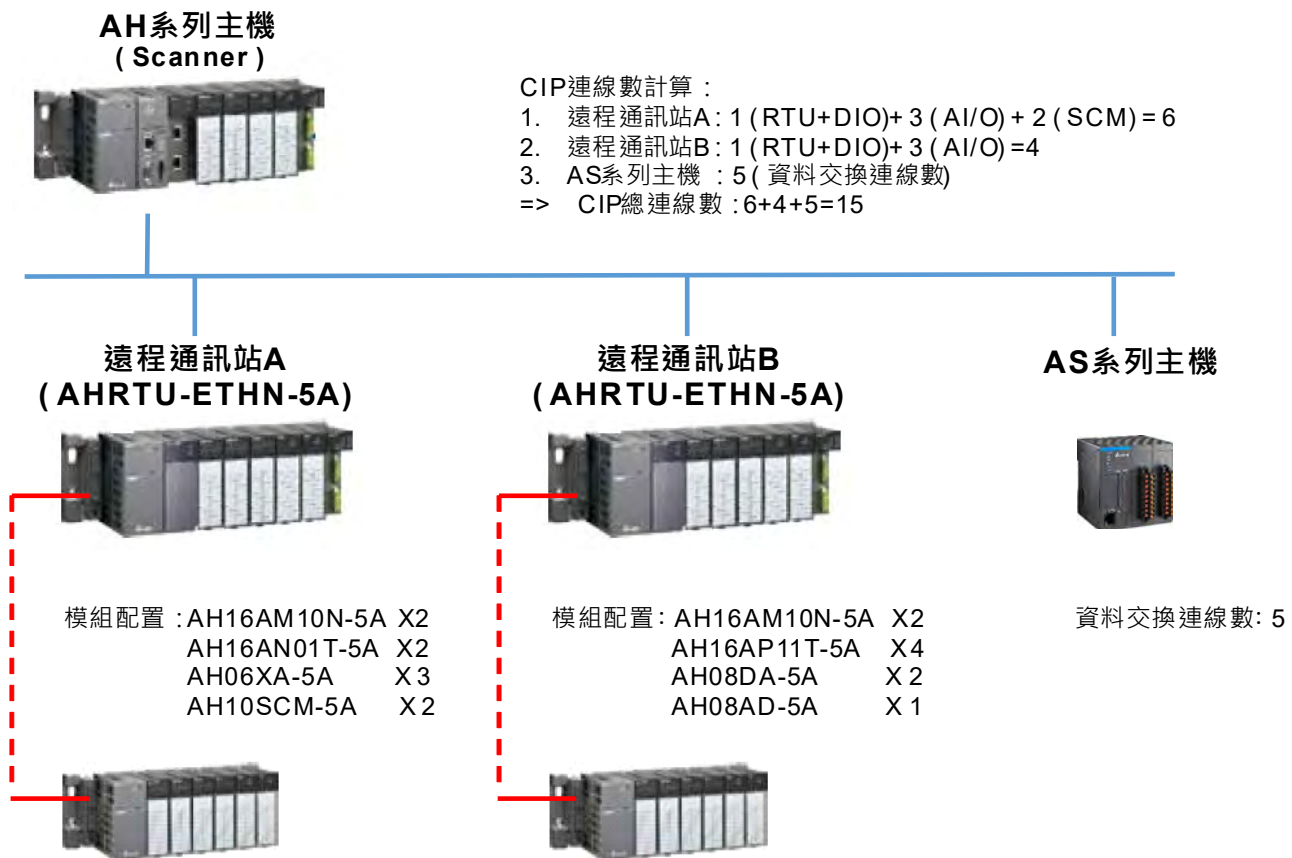 AH系列主機
(Scanner)
CIP連線數計算：
1. 遠程通訊站A：1(RTU+DIO)+3(AI/O)+2(SCM)=6
2. 遠程通訊站B：1(RTU+DIO)+3(AI/O)=4
3. AS系列主機：5(資料交換連線數)
=> CIP總連線數：6+4+5=15
遠程通訊站A
(AHRTU-ETHN-5A)
遠程通訊站B
(AHRTU-ETHN-5A)
AS系列主機
模組配置：AH16AM10N-5A X2
AH16AN01T-5A X2
AH06XA-5A X3
AH10SCM-5A X2
模組配置：AH16AM10N-5A X2
AH16AP11T-5A X4
AH08DA-5A X2
AH08AD-5A X1
資料交換連線數：5